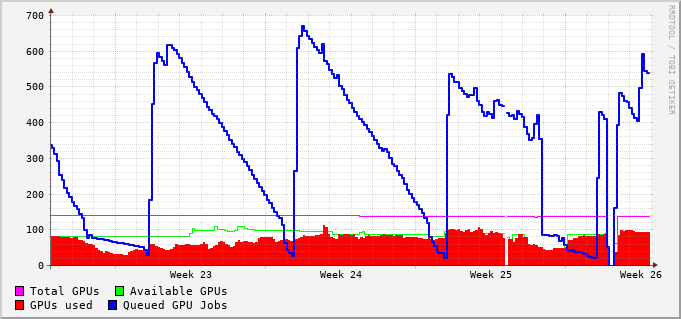 700
600
500
400
300
200
100
0
Week 23 Week 24 Week 25 Week 26
Total GPUs Available GPUs
GPUs used Queued GPU Jobs
RRDTOOL / TOBI OETIKER